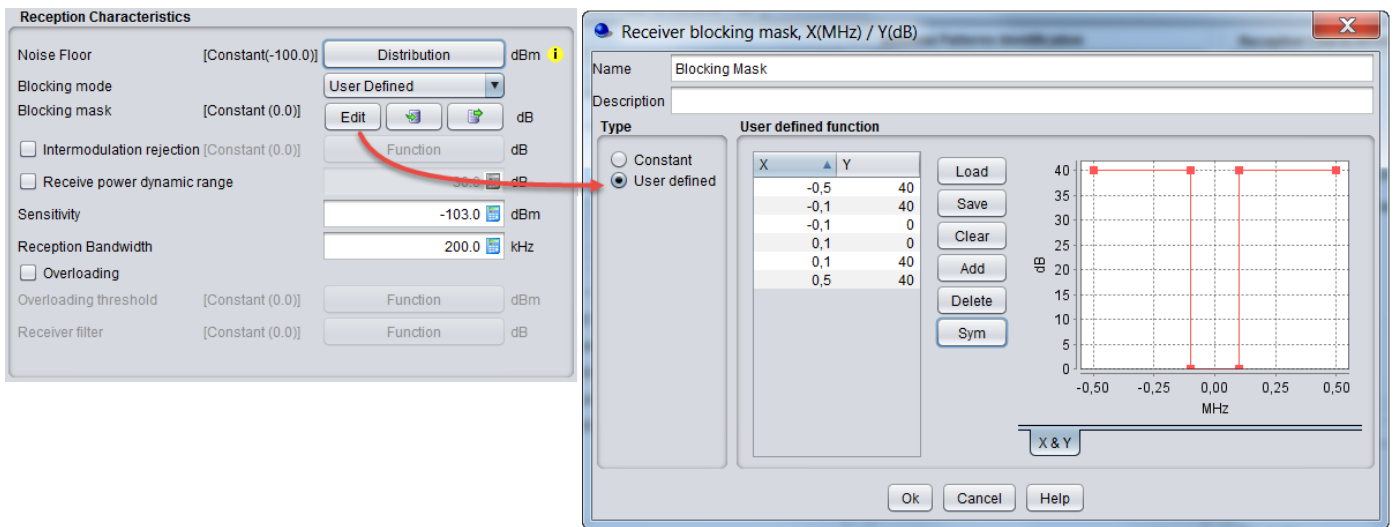 Reception Characteristics
Noise Floor [Constant(-100.0)] Distribution dBm i
Blocking mode User Defined
Blocking mask [Constant (0.0)] Edit dB
Intermodulation rejection [Constant (0.0)] Function dB
Receive power dynamic range dB
Sensitivity -103.0 dBm
Reception Bandwidth 200.0 kHz
Overloading
Overloading threshold [Constant (0.0)] Function dBm
Receiver filter [Constant (0.0)] Function dB
Receiver blocking mask, X(MHz) / Y(dB) X
Name Blocking Mask
Description
Type
Constant
User defined
User defined function
X Y
-0,5 40
-0,1 40
-0,1 0
0,1 0
0,1 40
0,5 40
Load
Save
Clear
Add
Delete
Sym
40
35
30
25
20
15
10
5
0
dB
-0,50 -0,25 0,00 0,25 0,50
MHz
X & Y
Ok Cancel Help